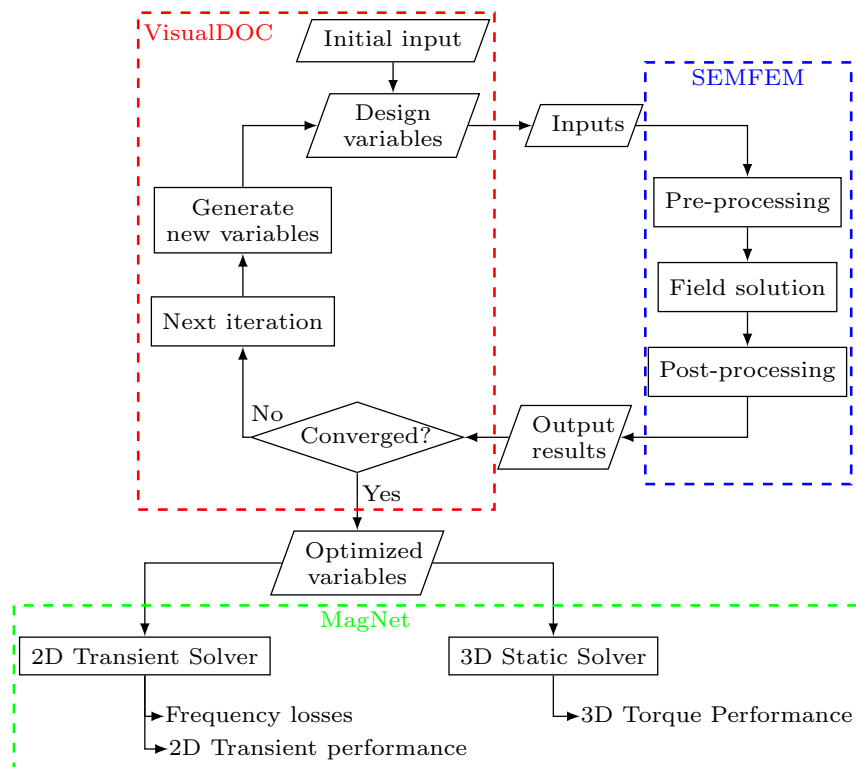 VisualDOC
Initial input
SEMFEM
Design
variables
Inputs
Pre-processing
Generate
new variables
Field solution
Next iteration
Post-processing
No
Converged?
Output
results
Yes
Optimized
variables
MagNet
2D Transient Solver
3D Static Solver
Frequency losses
3D Torque Performance
2D Transient performance